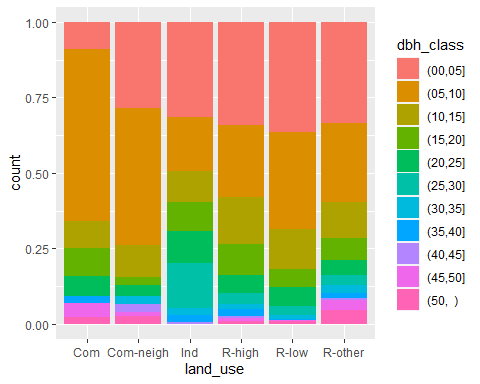 1.00
0.75
0.50
0.25
0.00
count
Com
Com-neigh
Ind
R-high
R-low
R-other
land_use
dbh_class
(00,05]
(05,10]
(10,15]
(15,20]
(20,25]
(25,30]
(30,35]
(35,40]
(40,45]
(45,50]
(50, )